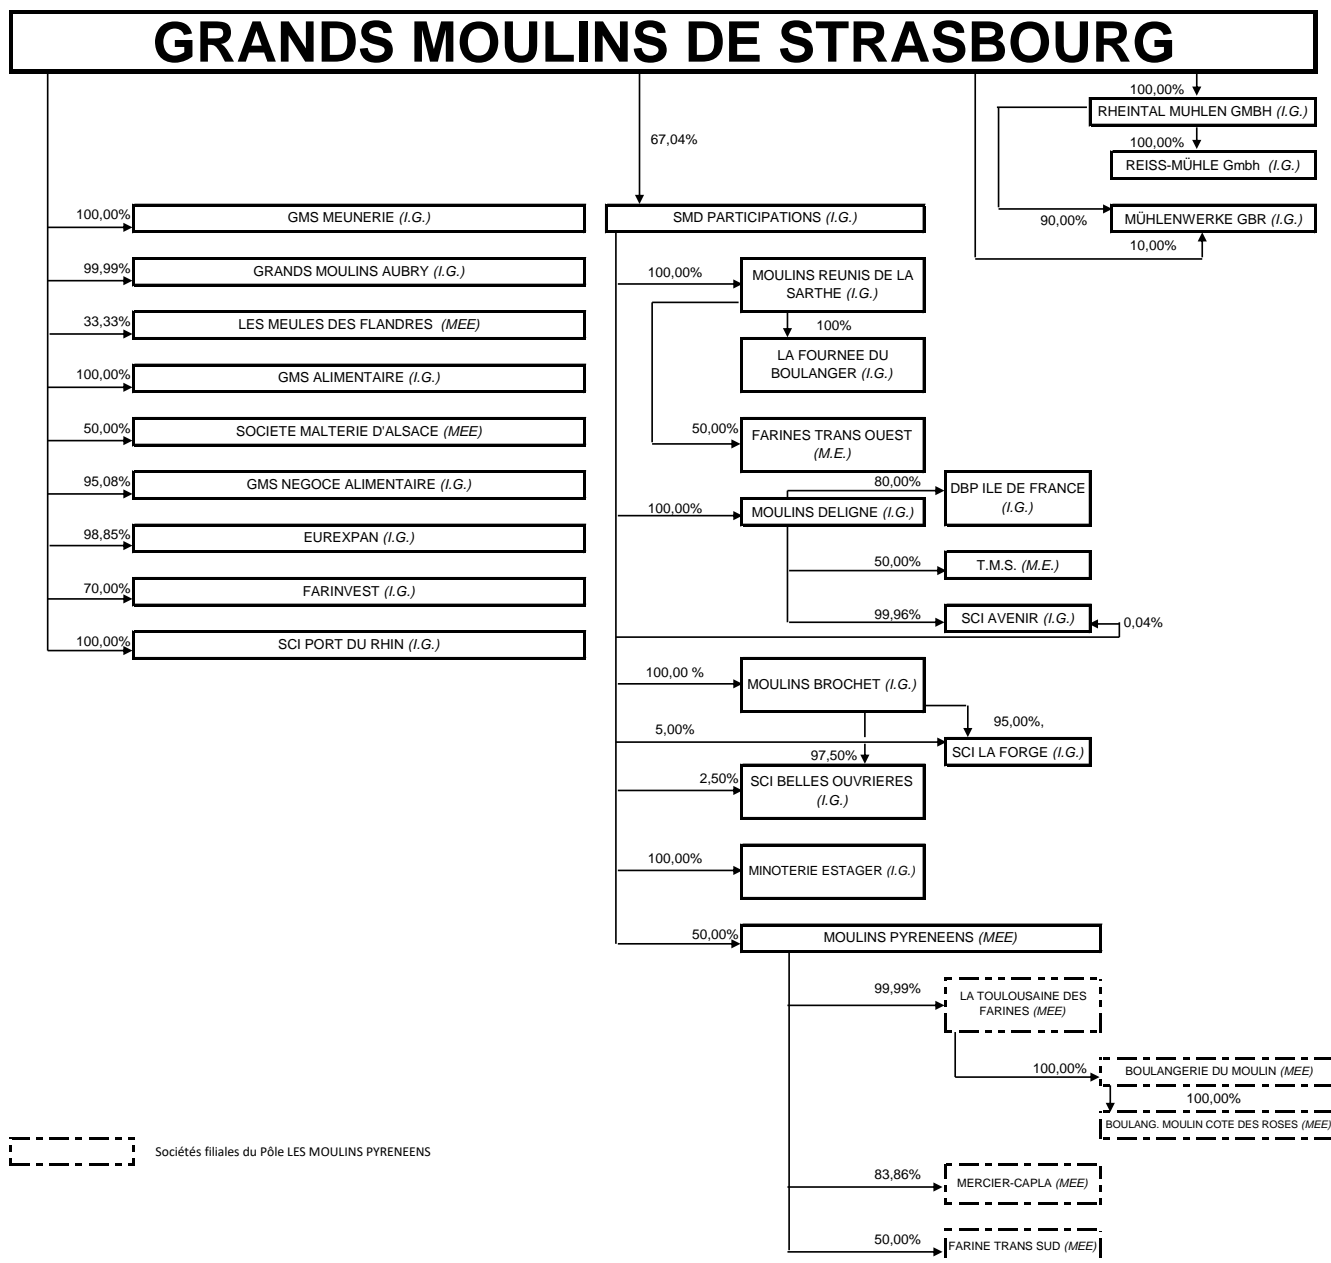 GRANDS MOULINS DE STRASBOURG
100,00%
RHEINTAL MUHLEN GMBH (I.G.)
100,00%
REISS-MÜHLE Gmbh (I.G.)
90,00%
MÜHLENWERKE GBR (I.G.)
10,00%
67,04%
SMD PARTICIPATIONS (I.G.)
100,00%
GMS MEUNERIE (I.G.)
99,99%
GRANDS MOULINS AUBRY (I.G.)
33,33%
LES MEULES DES FLANDRES (MEE)
100,00%
GMS ALIMENTAIRE (I.G.)
50,00%
SOCIETE MALTERIE D'ALSACE (MEE)
95,08%
GMS NEGOCE ALIMENTAIRE (I.G.)
98,85%
EUREXPAN (I.G.)
70,00%
FARINVEST (I.G.)
100,00%
SCI PORT DU RHIN (I.G.)
100,00%
MOULINS REUNIS DE LA
SARTHE (I.G.)
100%
LA FOURNEE DU
BOULANGER (I.G.)
50,00%
FARINES TRANS OUEST
(M.E.)
100,00%
MOULINS DELIGNE (I.G.)
80,00%
DBP ILE DE FRANCE
(I.G.)
50,00%
T.M.S. (M.E.)
99,96%
SCI AVENIR (I.G.)
0,04%
100,00 %
MOULINS BROCHET (I.G.)
95,00%,
5,00%
SCI LA FORGE (I.G.)
97,50%
2,50%
SCI BELLES OUVRIERES
(I.G.)
100,00%
MINOTERIE ESTAGER (I.G.)
50,00%
MOULINS PYRENEENS (MEE)
99,99%
LA TOULOUSAINE DES
FARINES (MEE)
100,00%
BOULANGERIE DU MOULIN (MEE)
100,00%
BOULANG. MOULIN COTE DES ROSES (MEE)
83,86%
MERCIER-CAPLA (MEE)
50,00%
FARINE TRANS SUD (MEE)
Sociétés filiales du Pôle LES MOULINS PYRENEENS